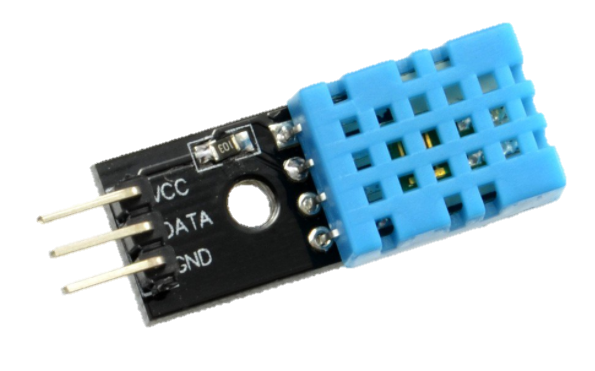 VCC
DATA
GND